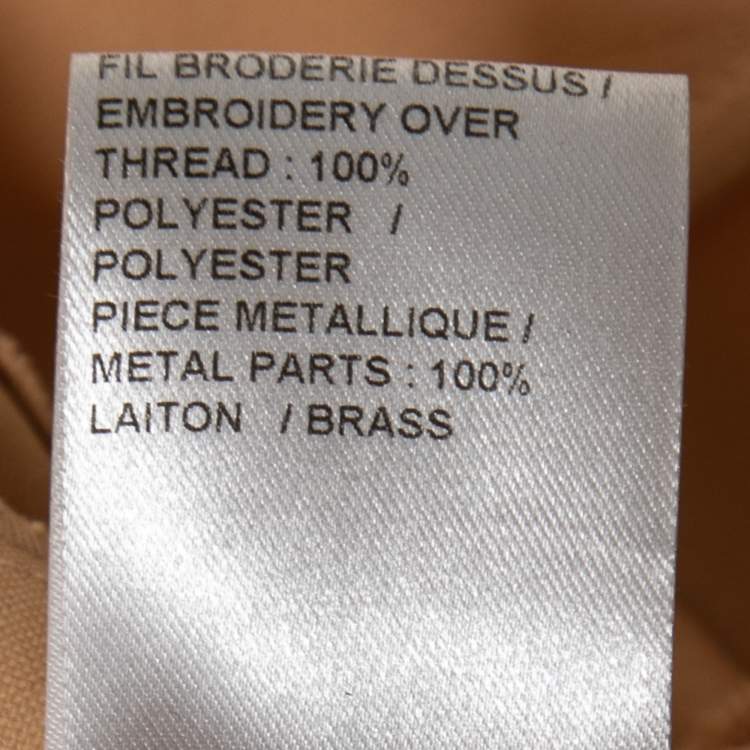 FIL BRODERIE DESSUS /
EMBROIDERY OVER
THREAD : 100%
POLYESTER /
POLYESTER
PIECE METALLIQUE /
METAL PARTS : 100%
LAITON / BRASS